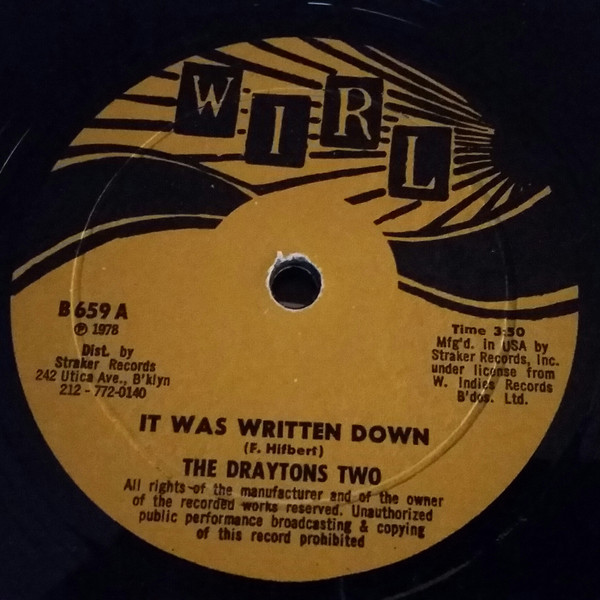 WIRL
B 659 A
℗ 1978
Dist. by
Straker Records
242 Utica Ave., B'klyn
212 - 772-0140
Time 3:50
Mfg'd. in USA by
Straker Records, Inc.
under license from
W. Indies Records
B'dos. Ltd.
IT WAS WRITTEN DOWN
(F. Hifbert)
THE DRAYTONS TWO
All rights of the manufacturer and of the owner
of the recorded works reserved. Unauthorized
public performance broadcasting & copying
of this record prohibited